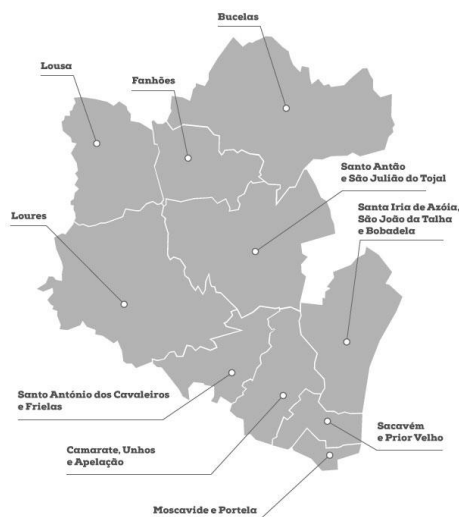 Bucelas
Lousa
Fanhões
Santo Antão
e São Julião do Tojal
Santa Iria de Azóia,
São João da Talha
e Bobadela
Loures
Santo António dos Cavaleiros
e Frielas
Sacavém
e Prior Velho
Camarate, Unhos
e Apelação
Moscavide e Portela